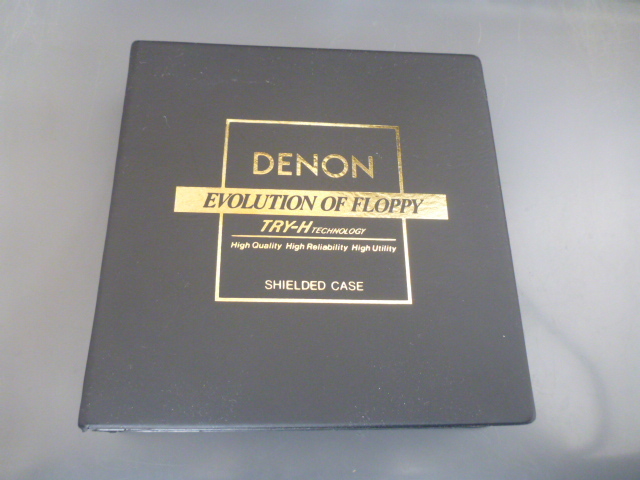 DENON
EVOLUTION OF FLOPPY
TRY-H TECHNOLOGY
High Quality High Reliability High Utility
SHIELDED CASE